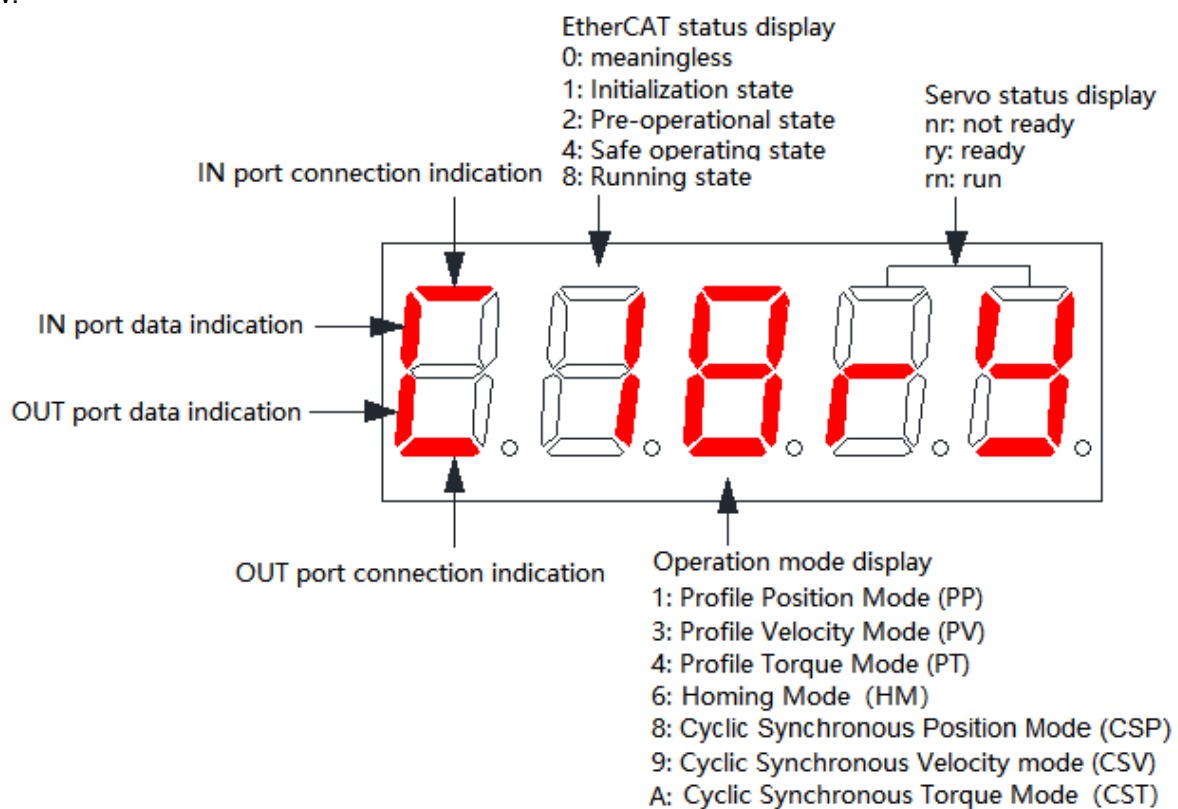 EtherCAT status display
0: meaningless
1: Initialization state
2: Pre-operational state
4: Safe operating state
8: Running state
Servo status display
nr: not ready
ry: ready
rn: run
IN port connection indication
IN port data indication
OUT port data indication
18ry
OUT port connection indication
Operation mode display
1: Profile Position Mode (PP)
3: Profile Velocity Mode (PV)
4: Profile Torque Mode (PT)
6: Homing Mode（HM）
8: Cyclic Synchronous Position Mode (CSP)
9: Cyclic Synchronous Velocity mode (CSV)
A: Cyclic Synchronous Torque Mode（CST)